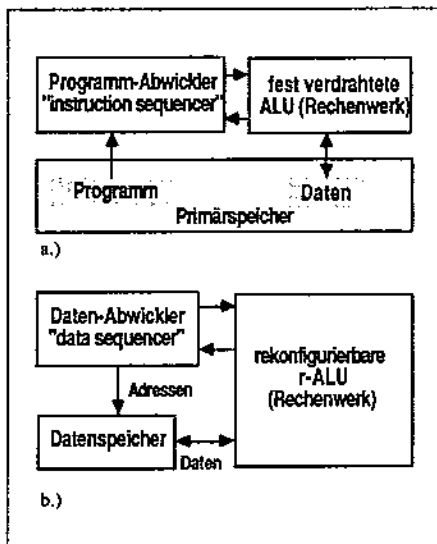 Programm-Abwickler
"instruction sequencer"
fest verdrahtete
ALU (Rechenwerk)
Programm
Daten
Primärspeicher
a.)
Daten-Abwickler
"data sequencer"
rekonfigurierbare
r-ALU
(Rechenwerk)
Adressen
Datenspeicher
Daten
b.)